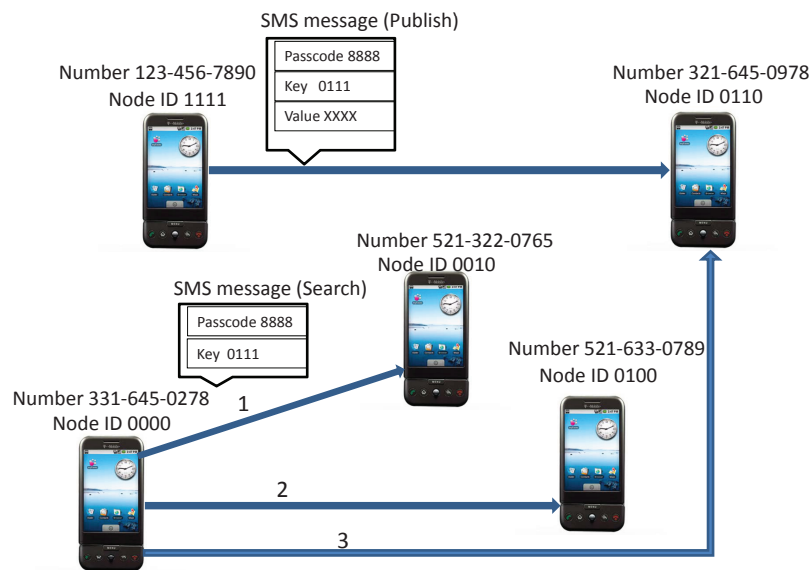 SMS message (Publish)
Passcode 8888
Key 0111
Value XXXX
Number 123-456-7890
Node ID 1111
Number 321-645-0978
Node ID 0110
Number 521-322-0765
Node ID 0010
SMS message (Search)
Passcode 8888
Key 0111
Number 521-633-0789
Node ID 0100
Number 331-645-0278
Node ID 0000
1
2
3